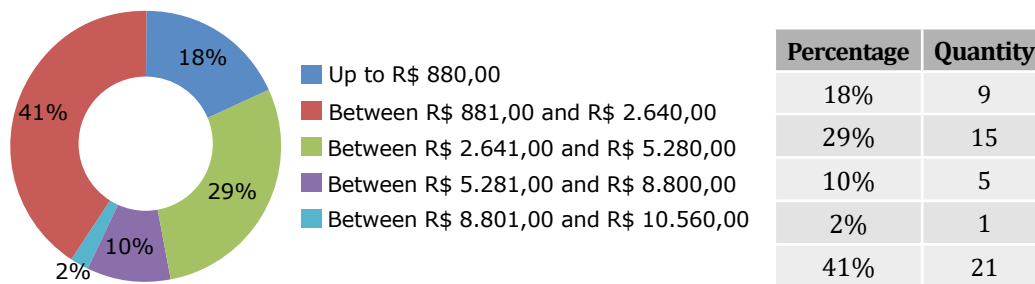 18%
41%
29%
10%
2%
Up to R$ 880,00
Between R$ 881,00 and R$ 2.640,00
Between R$ 2.641,00 and R$ 5.280,00
Between R$ 5.281,00 and R$ 8.800,00
Between R$ 8.801,00 and R$ 10.560,00
Percentage Quantity
18% 9
29% 15
10% 5
2% 1
41% 21